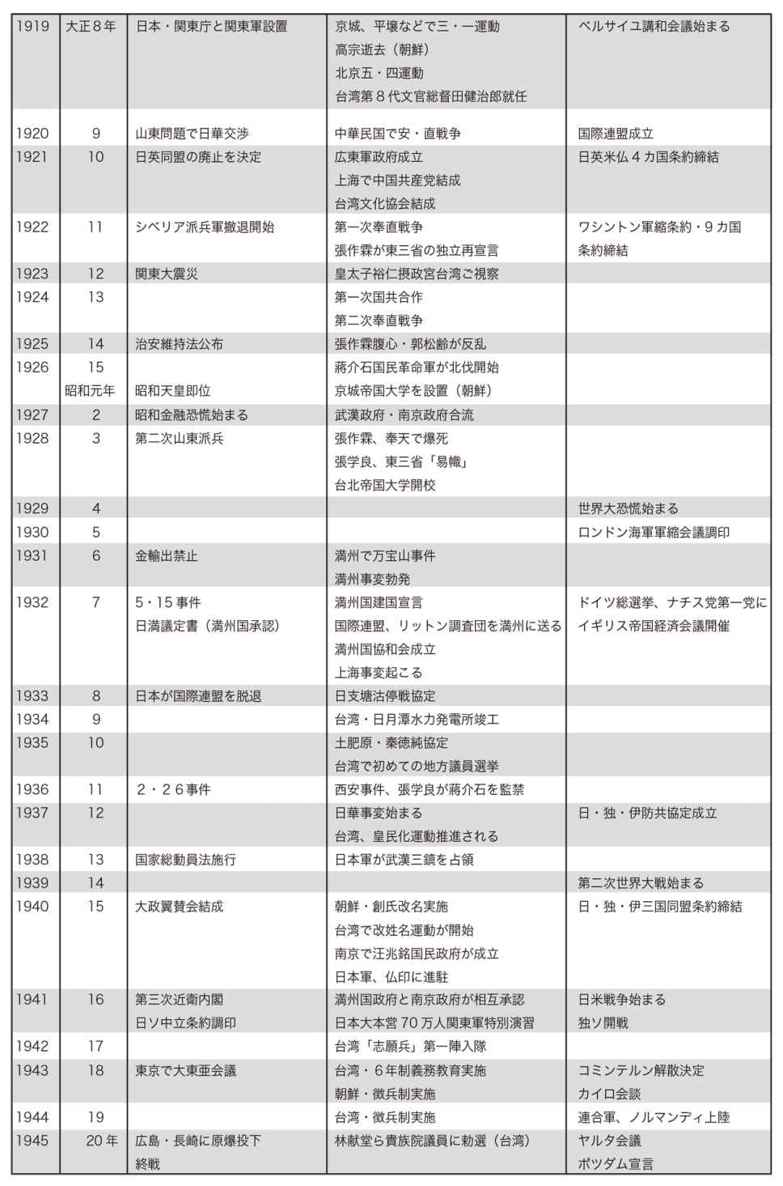 1919 大正８年 日本・関東庁と関東軍設置 京城、平壌などで三・一運動 ベルサイユ講和会議始まる
高宗逝去（朝鮮）
北京五・四運動
台湾第８代文官総督田健治郎就任
1920 9 山東問題で日華交渉 中華民国で安・直戦争 国際連盟成立
1921 10 日英同盟の廃止を決定 広東軍政府成立 日英米仏４カ国条約締結
上海で中国共産党結成
台湾文化協会結成
1922 11 シベリア派兵軍撤退開始 第一次奉直戦争 ワシントン軍縮条約・9カ国
張作霖が東三省の独立再宣言 条約締結
1923 12 関東大震災 皇太子裕仁摂政宮台湾ご視察
1924 13 第一次国共合作
第二次奉直戦争
1925 14 治安維持法公布 張作霖腹心・郭松齢が反乱
1926 15 蔣介石国民革命軍が北伐開始
昭和元年 昭和天皇即位 京城帝国大学を設置（朝鮮）
1927 2 昭和金融恐慌始まる 武漢政府・南京政府合流
1928 3 第二次山東派兵 張作霖、奉天で爆死
張学良、東三省「易幟」
台北帝国大学開校
1929 4 世界大恐慌始まる
1930 5 ロンドン海軍軍縮会議調印
1931 6 金輸出禁止 満州で万宝山事件
満州事変勃発
1932 7 5・15事件 満州国建国宣言 ドイツ総選挙、ナチス党第一党に
日満議定書（満州国承認） 国際連盟、リットン調査団を満州に送る イギリス帝国経済会議開催
満州国協和会成立
上海事変起こる
1933 8 日本が国際連盟を脱退 日支塘沽停戦協定
1934 9 台湾・日月潭水力発電所竣工
1935 10 土肥原・秦徳純協定
台湾で初めての地方議員選挙
1936 11 ２・２６事件 西安事件、張学良が蔣介石を監禁
1937 12 日華事変始まる 日・独・伊防共協定成立
台湾、皇民化運動推進される
1938 13 国家総動員法施行 日本軍が武漢三鎮を占領
1939 14 第二次世界大戦始まる
1940 15 大政翼賛会結成 朝鮮・創氏改名実施 日・独・伊三国同盟条約締結
台湾で改姓名運動が開始
南京で汪兆銘国民政府が成立
日本軍、仏印に進駐
1941 16 第三次近衛内閣 満州国政府と南京政府が相互承認 日米戦争始まる
日ソ中立条約調印 日本大本営70万人関東軍特別演習 独ソ開戦
1942 17 台湾「志願兵」第一陣入隊
1943 18 東京で大東亜会議 台湾・６年制義務教育実施 コミンテルン解散決定
朝鮮・徴兵制実施 カイロ会談
1944 19 台湾・徴兵制実施 連合軍、ノルマンディ上陸
1945 20年 広島・長崎に原爆投下 林献堂ら貴族院議員に勅選（台湾） ヤルタ会議
終戦 ポツダム宣言